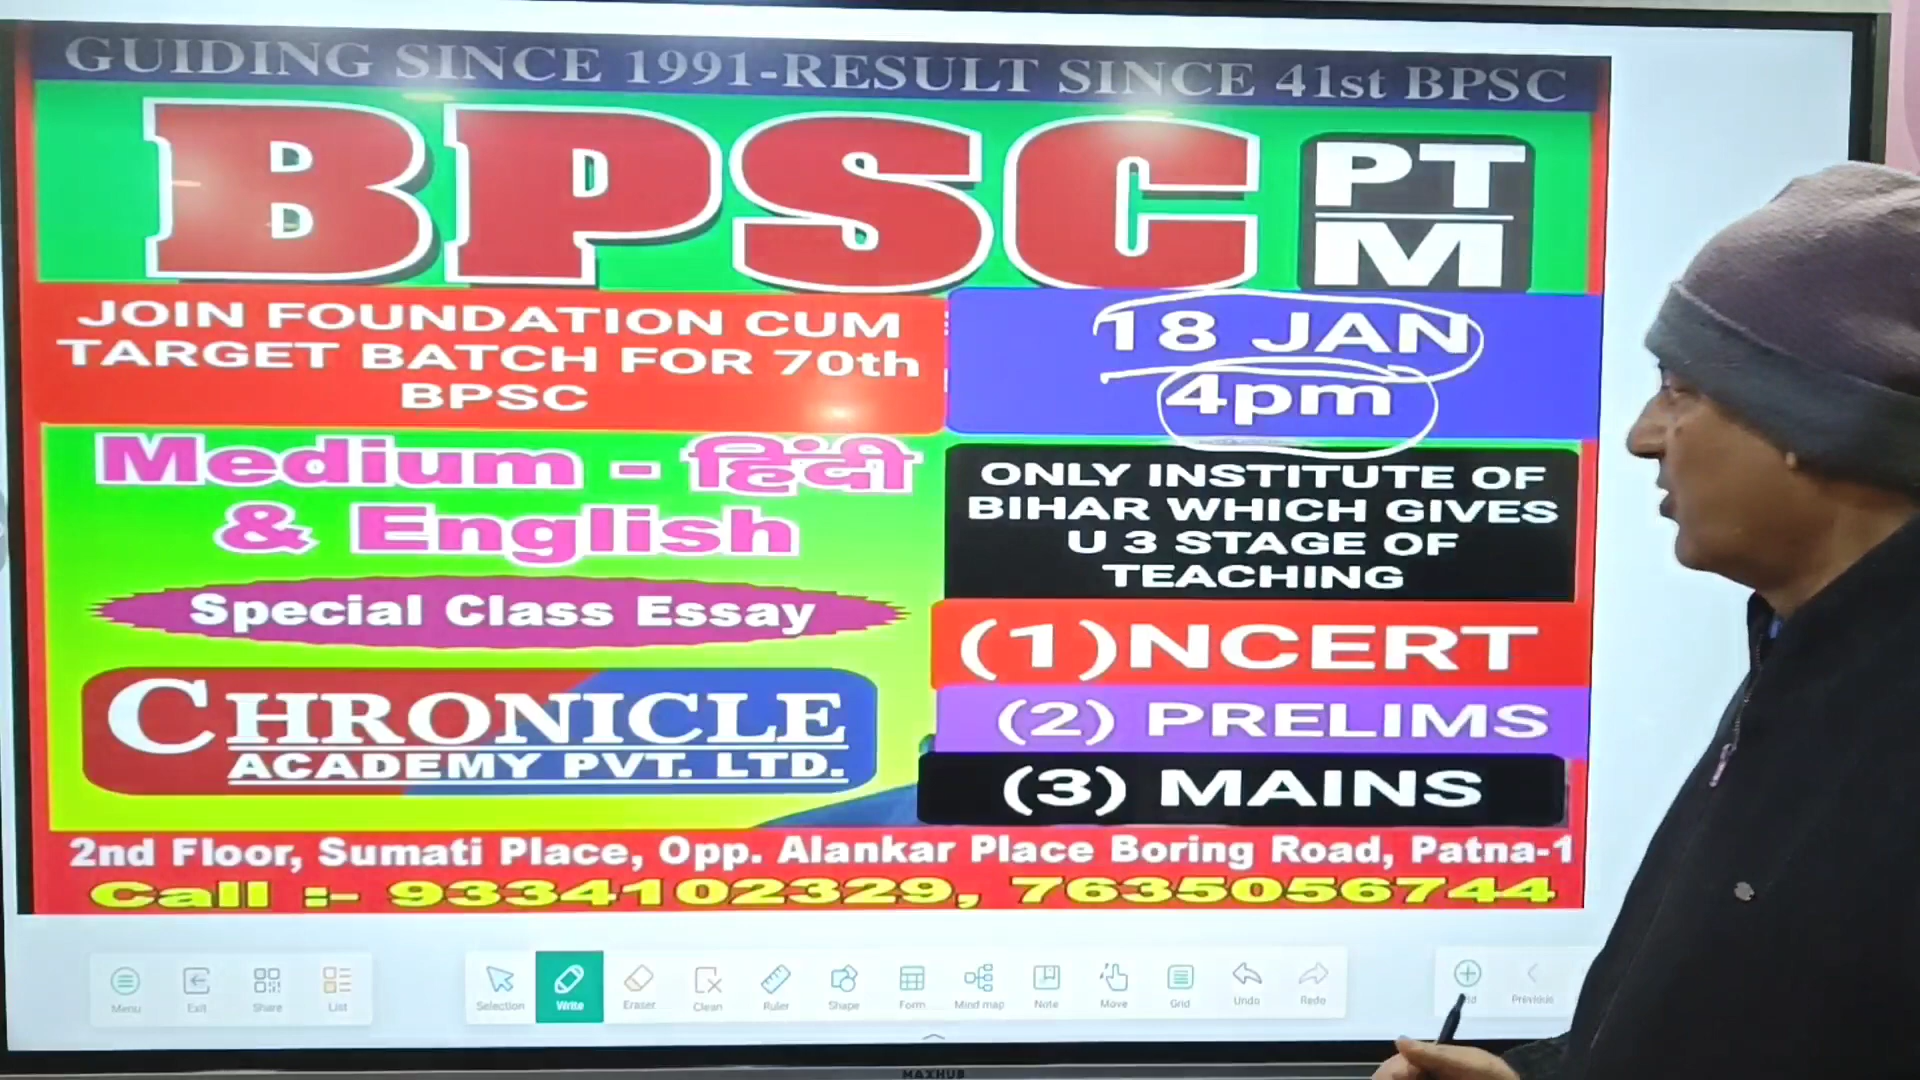 GUIDING SINCE 1991-RESULT SINCE 41st BPSC
BPSC
PT
M
JOIN FOUNDATION CUM
TARGET BATCH FOR 70th
BPSC
18 JAN
4pm
Medium - हिंदी
& English
Special Class Essay
CHRONICLE
ACADEMY PVT. LTD.
ONLY INSTITUTE OF
BIHAR WHICH GIVES
U 3 STAGE OF
TEACHING
(1)NCERT
(2) PRELIMS
(3) MAINS
2nd Floor, Sumati Place, Opp. Alankar Place Boring Road, Patna-1
Call :- 9334102329, 7635056744
Menu Exit Share List Selection Write Eraser Clean Ruler Shape Form Mind map Note Move Grid Undo Redo Previous
MAXHUB